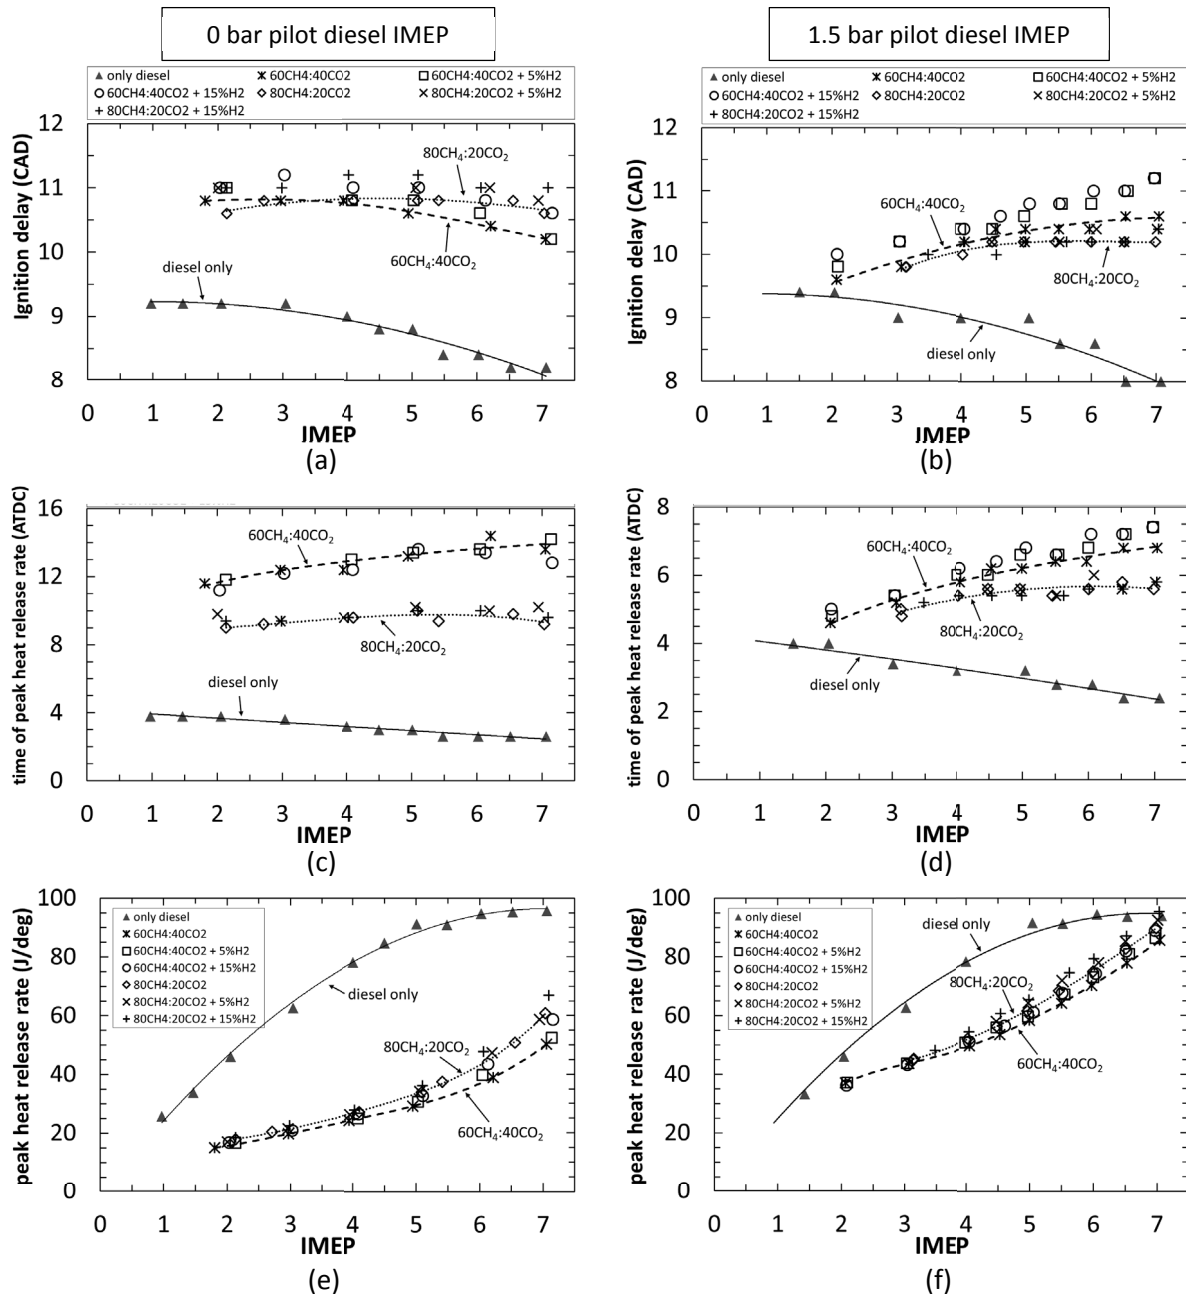 0 bar pilot diesel IMEP
1.5 bar pilot diesel IMEP
only diesel 60CH4:40CO2 60CH4:40CO2 + 5%H2
60CH4:40CO2 + 15%H2 80CH4:20CO2 80CH4:20CO2 + 5%H2
80CH4:20CO2 + 15%H2
Ignition delay (CAD)
12
11
10
9
8
80CH₄:20CO₂
60CH₄:40CO₂
diesel only
0 1 2 3 4 5 6 7
IMEP
(a)
only diesel 60CH4:40CO2 60CH4:40CO2 + 5%H2
60CH4:40CO2 + 15%H2 80CH4:20CO2 80CH4:20CO2 + 5%H2
80CH4:20CO2 + 15%H2
Ignition delay (CAD)
12
11
10
9
8
60CH₄:40CO₂
80CH₄:20CO₂
diesel only
0 1 2 3 4 5 6 7
IMEP
(b)
time of peak heat release rate (ATDC)
16
12
8
4
0
60CH₄:40CO₂
80CH₄:20CO₂
diesel only
0 1 2 3 4 5 6 7
IMEP
(c)
time of peak heat release rate (ATDC)
8
6
4
2
0
60CH₄:40CO₂
80CH₄:20CO₂
diesel only
0 1 2 3 4 5 6 7
IMEP
(d)
peak heat release rate (J/deg)
100
80
60
40
20
0
only diesel
60CH4:40CO2
60CH4:40CO2 + 5%H2
60CH4:40CO2 + 15%H2
80CH4:20CO2
80CH4:20CO2 + 5%H2
80CH4:20CO2 + 15%H2
diesel only
80CH₄:20CO₂
60CH₄:40CO₂
0 1 2 3 4 5 6 7
IMEP
(e)
peak heat release rate (J/deg)
100
80
60
40
20
0
only diesel
60CH4:40CO2
60CH4:40CO2 + 5%H2
60CH4:40CO2 + 15%H2
80CH4:20CO2
80CH4:20CO2 + 5%H2
80CH4:20CO2 + 15%H2
diesel only
80CH₄:20CO₂
60CH₄:40CO₂
0 1 2 3 4 5 6 7
IMEP
(f)